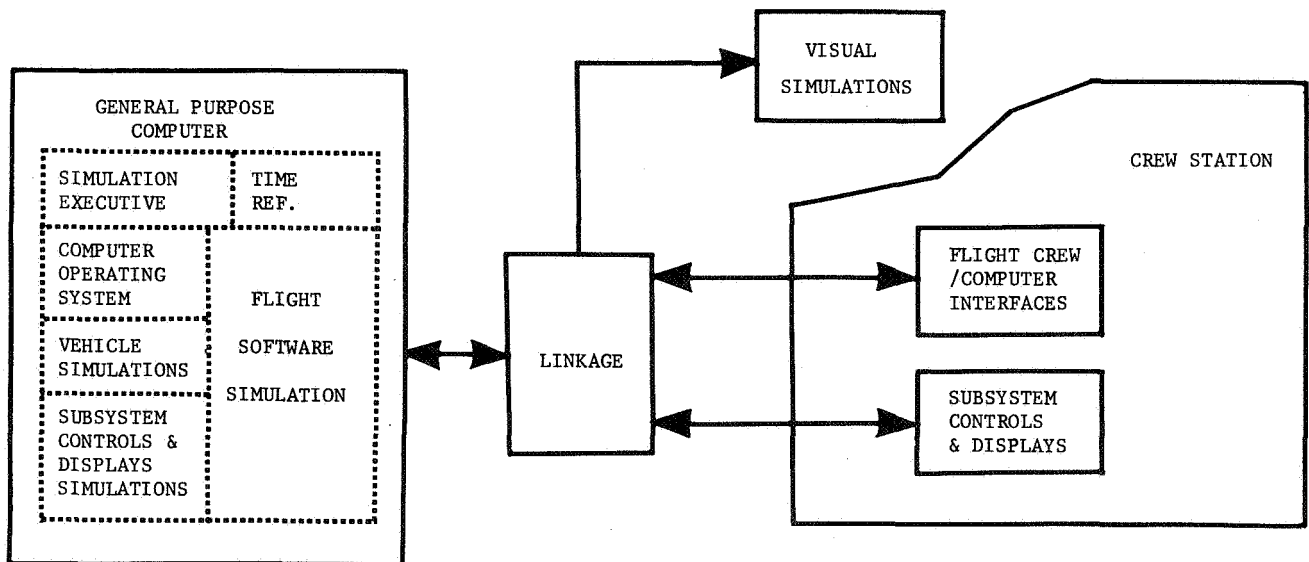 GENERAL PURPOSE
COMPUTER
SIMULATION
EXECUTIVE
TIME
REF.
COMPUTER
OPERATING
SYSTEM
FLIGHT
SOFTWARE
SIMULATION
VEHICLE
SIMULATIONS
SUBSYSTEM
CONTROLS &
DISPLAYS
SIMULATIONS
LINKAGE
VISUAL
SIMULATIONS
CREW STATION
FLIGHT CREW
/COMPUTER
INTERFACES
SUBSYSTEM
CONTROLS
& DISPLAYS